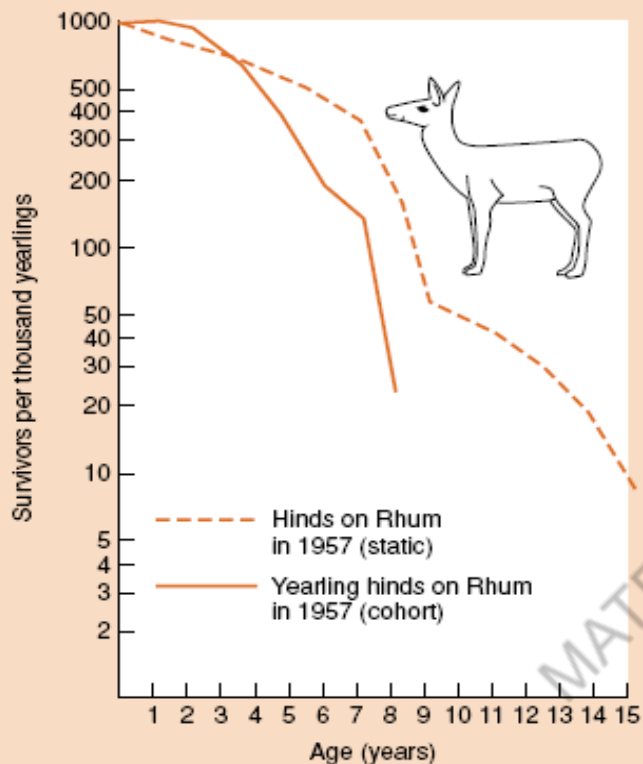 1000
500
400
300
200
100
50
40
30
20
10
5
4
3
2
Survivors per thousand yearlings
Hinds on Rhum
in 1957 (static)
Yearling hinds on Rhum
in 1957 (cohort)
1 2 3 4 5 6 7 8 9 10 11 12 13 14 15
Age (years)